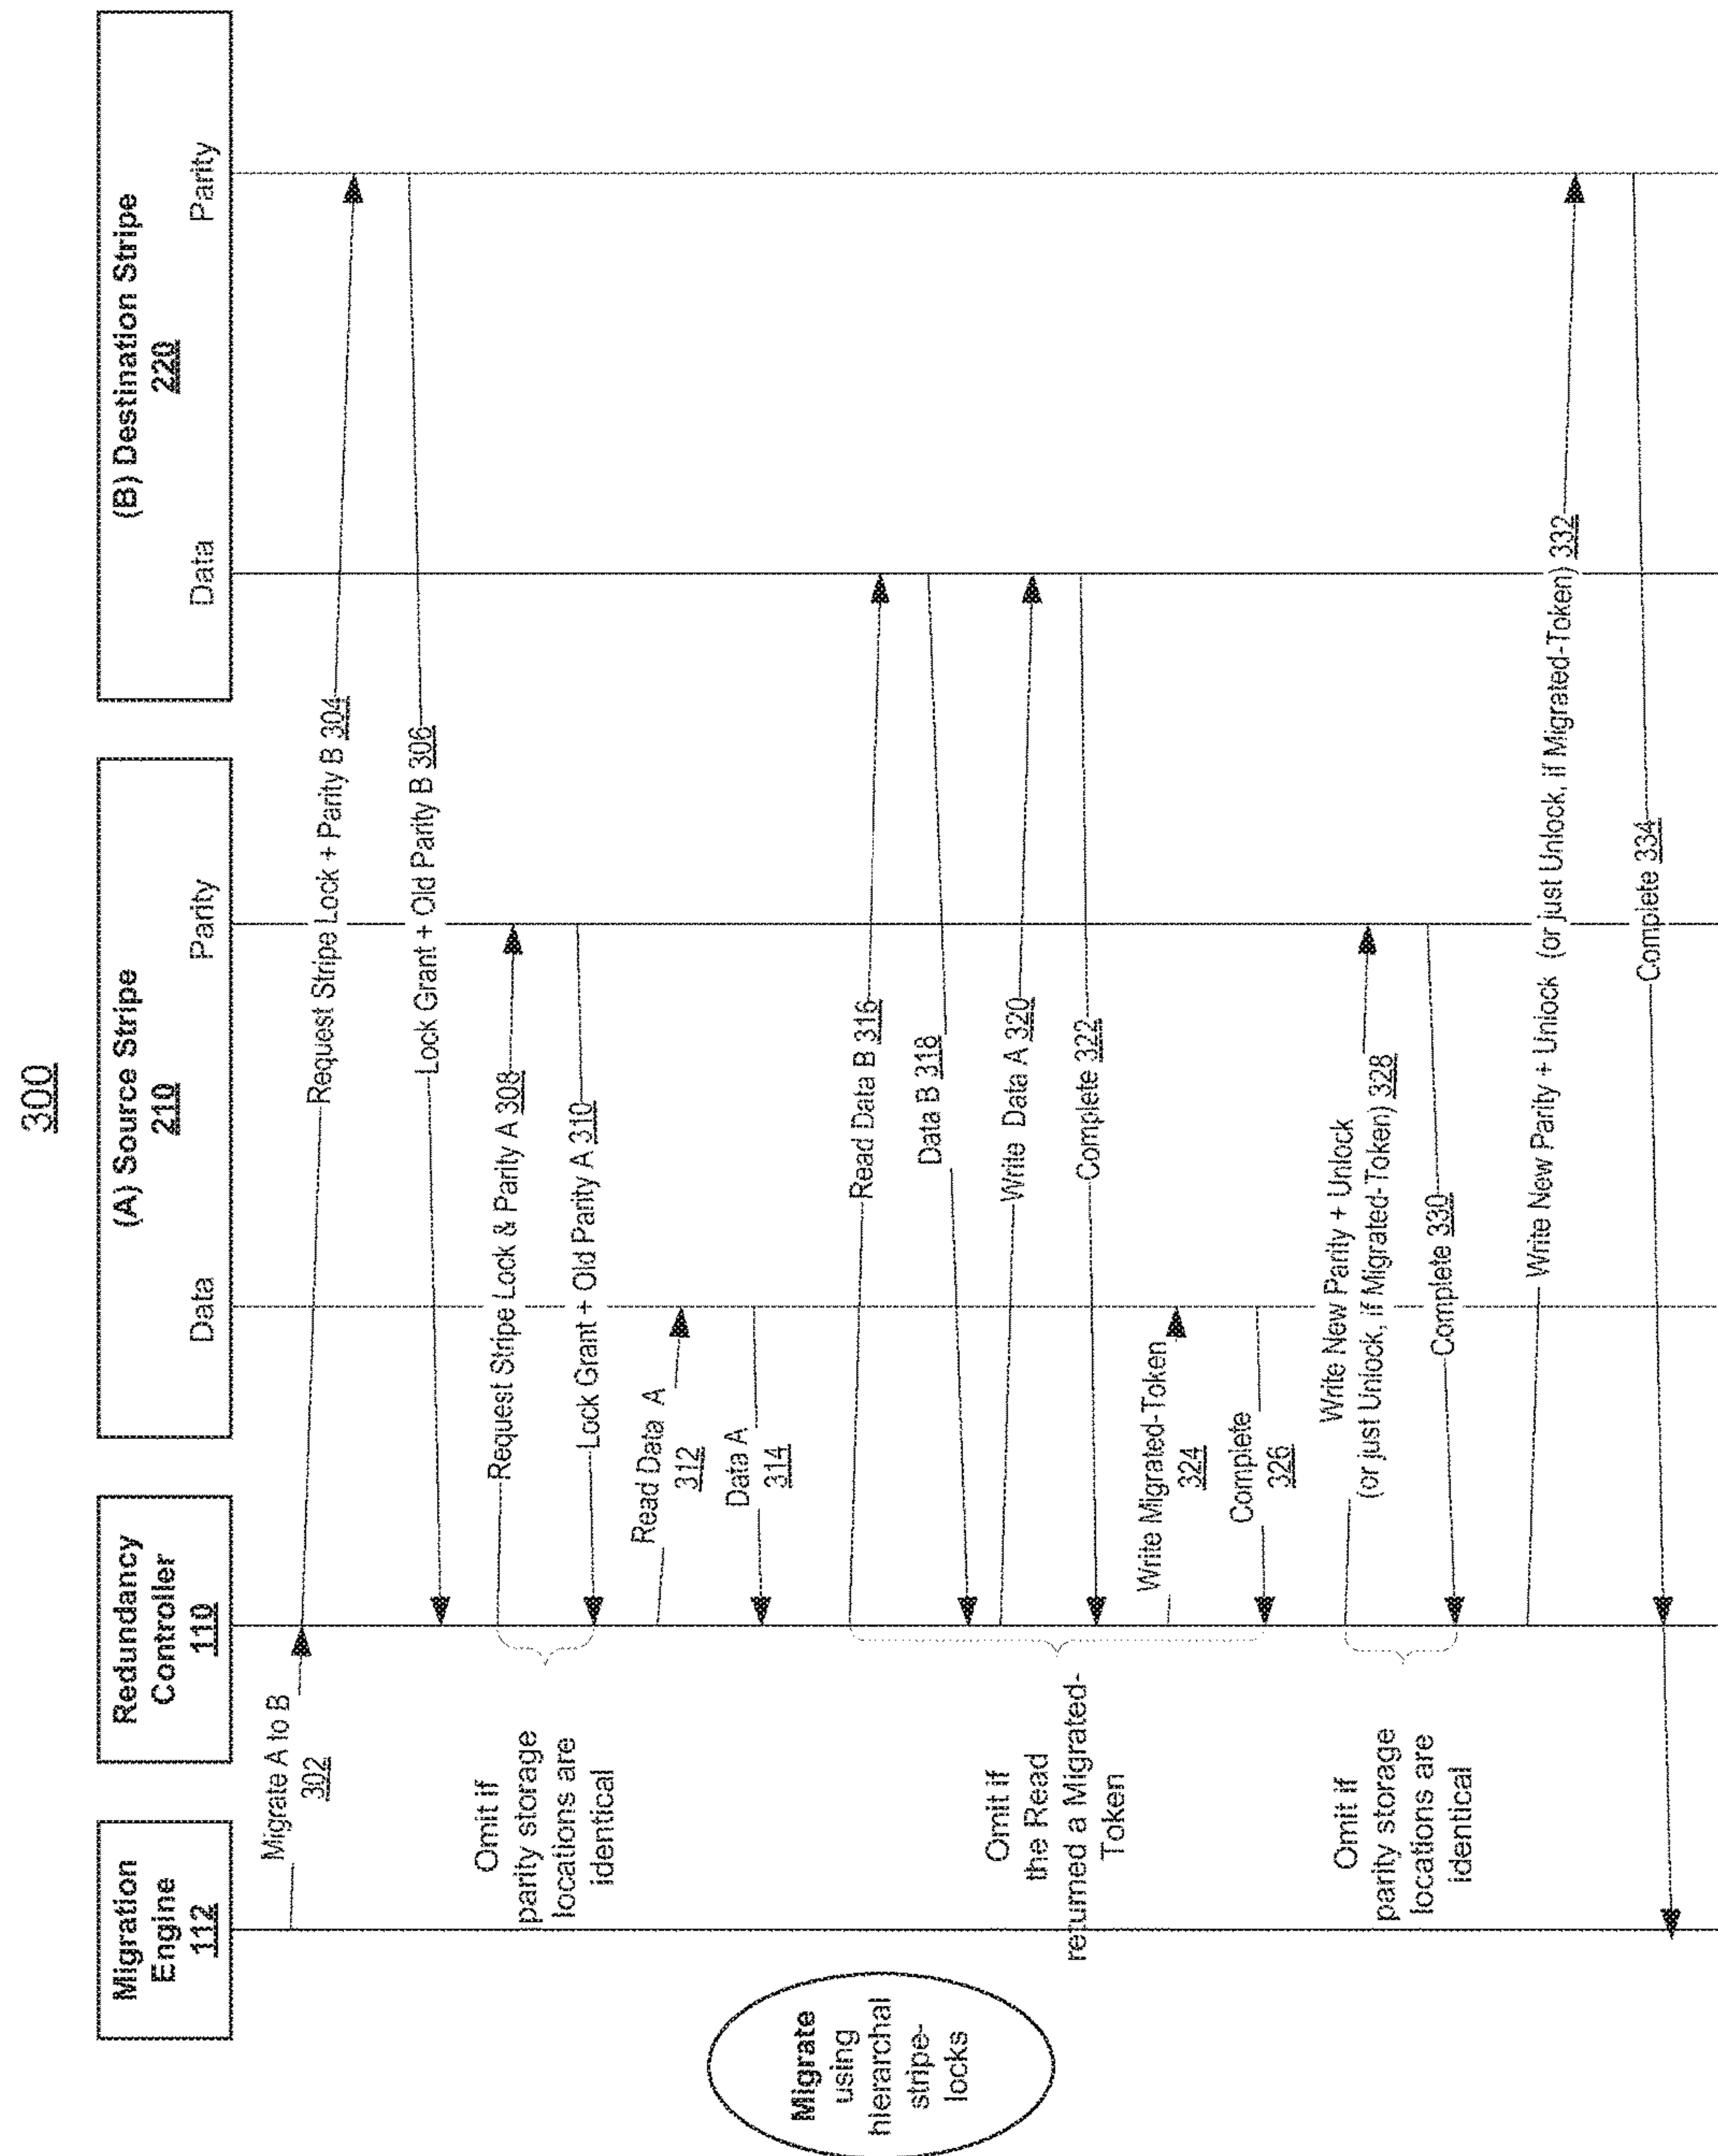 300
Migration
Engine
112
Redundancy
Controller
110
(A) Source Stripe
210
Data
Parity
(B) Destination Stripe
220
Data
Parity
Migrate A to B
302
Request Stripe Lock + Parity B 304
Lock Grant + Old Parity B 306
Omit if
parity storage
locations are
identical
Request Stripe Lock & Parity A 308
Lock Grant + Old Parity A 310
Read Data A
312
Data A
314
Migrate
using
hierarchal
stripe-
locks
Omit if
the Read
returned a Migrated-
Token
Read Data B 316
Data B 318
Write Data A 320
Complete 322
Write Migrated-Token
324
Complete
326
Omit if
parity storage
locations are
identical
Write New Parity + Unlock
(or just Unlock, if Migrated-Token) 328
Complete 330
Write New Parity + Unlock (or just Unlock, if Migrated-Token) 332
Complete 334